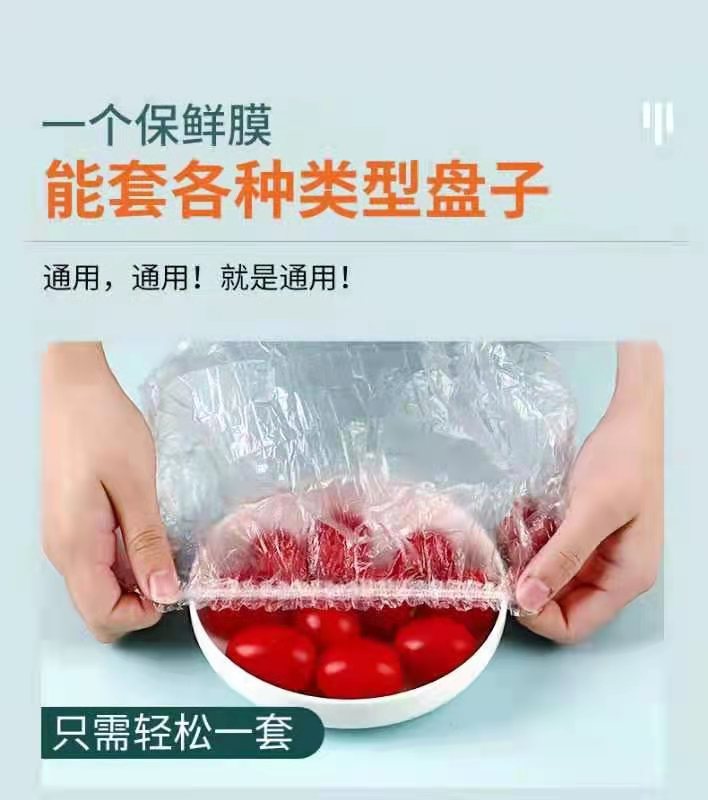 一个保鲜膜
能套各种类型盘子
通用，通用！就是通用！
只需轻松一套